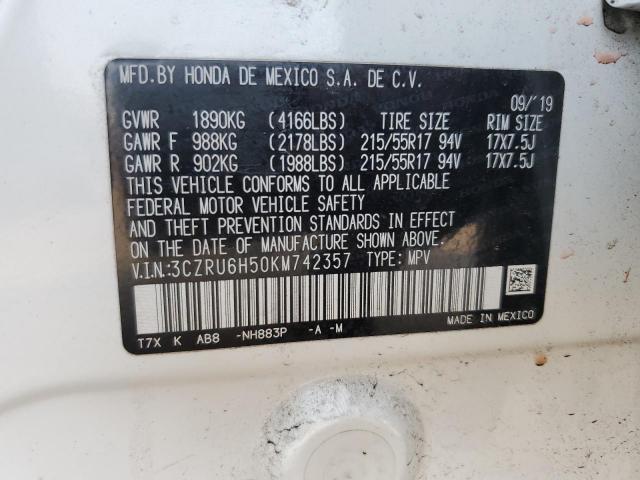 MFD.BY HONDA DE MEXICO S.A. DE C.V.
09/'19
GVWR 1890KG (4166LBS) TIRE SIZE RIM SIZE
GAWR F 988KG (2178LBS) 215/55R17 94V 17X7.5J
GAWR R 902KG (1988LBS) 215/55R17 94V 17X7.5J
THIS VEHICLE CONFORMS TO ALL APPLICABLE
FEDERAL MOTOR VEHICLE SAFETY
AND THEFT PREVENTION STANDARDS IN EFFECT
ON THE DATE OF MANUFACTURE SHOWN ABOVE.
V.I.N.:3CZRU6H50KM742357 TYPE: MPV
T7X K AB8 -NH883P -A -M
MADE IN MEXICO